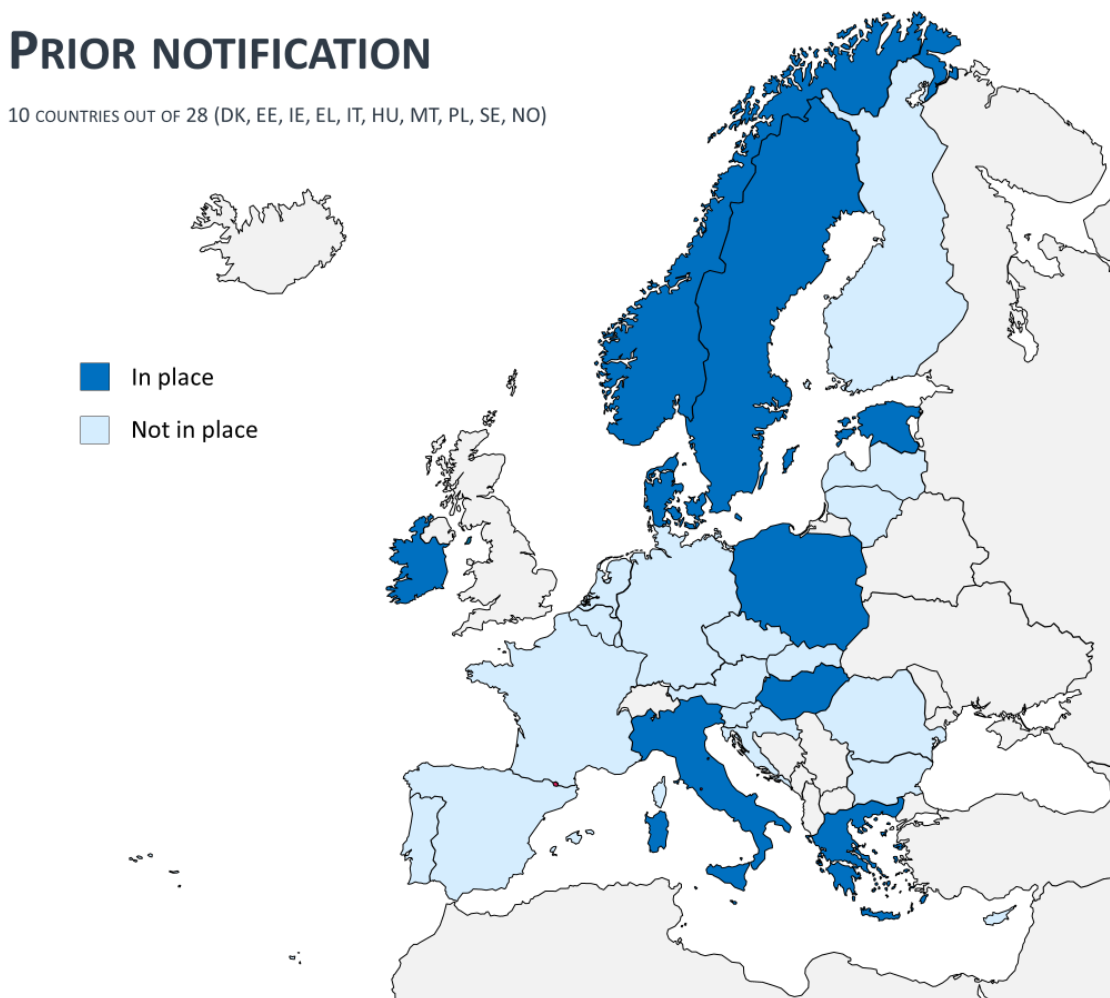 PRIOR NOTIFICATION
10 COUNTRIES OUT OF 28 (DK, EE, IE, EL, IT, HU, MT, PL, SE, NO)
In place
Not in place